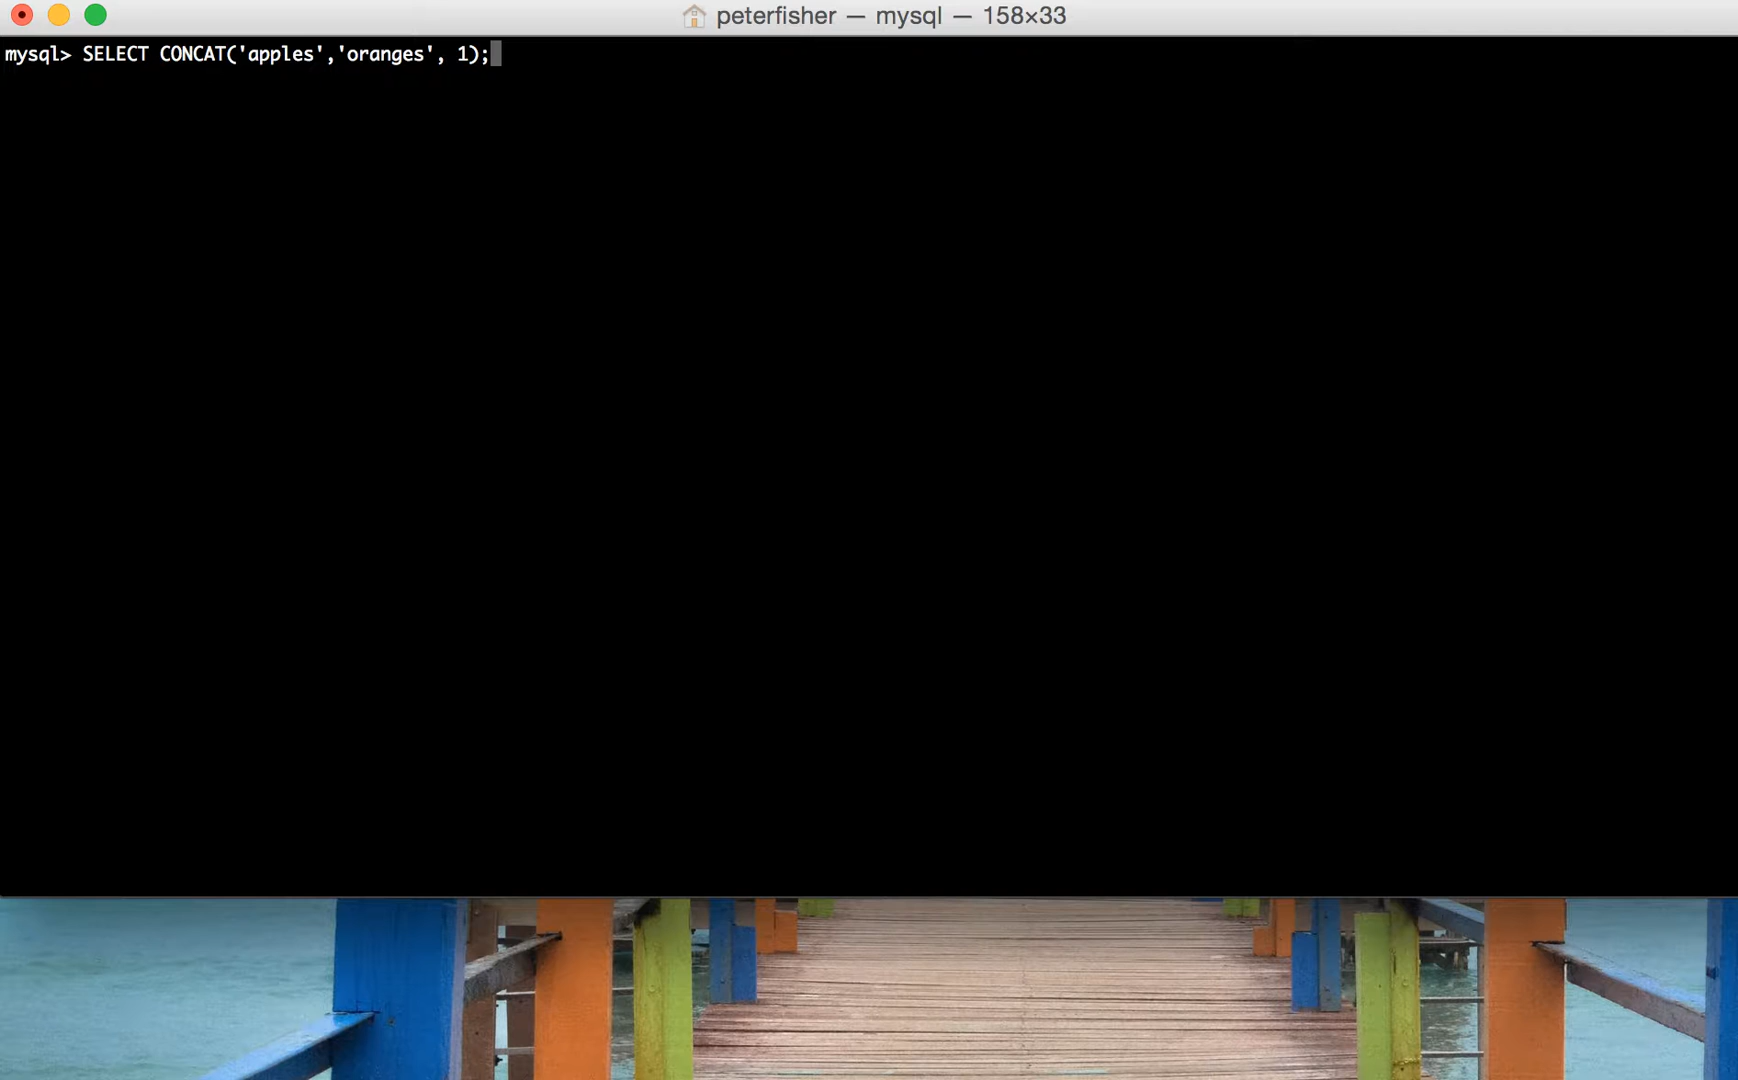 peterfisher — mysql — 158×33
mysql> SELECT CONCAT('apples','oranges', 1);